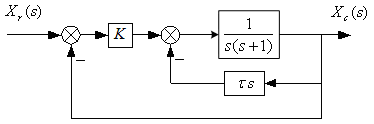 X_r(s)
X_c(s)
K
1
s(s+1)
−
−
τs